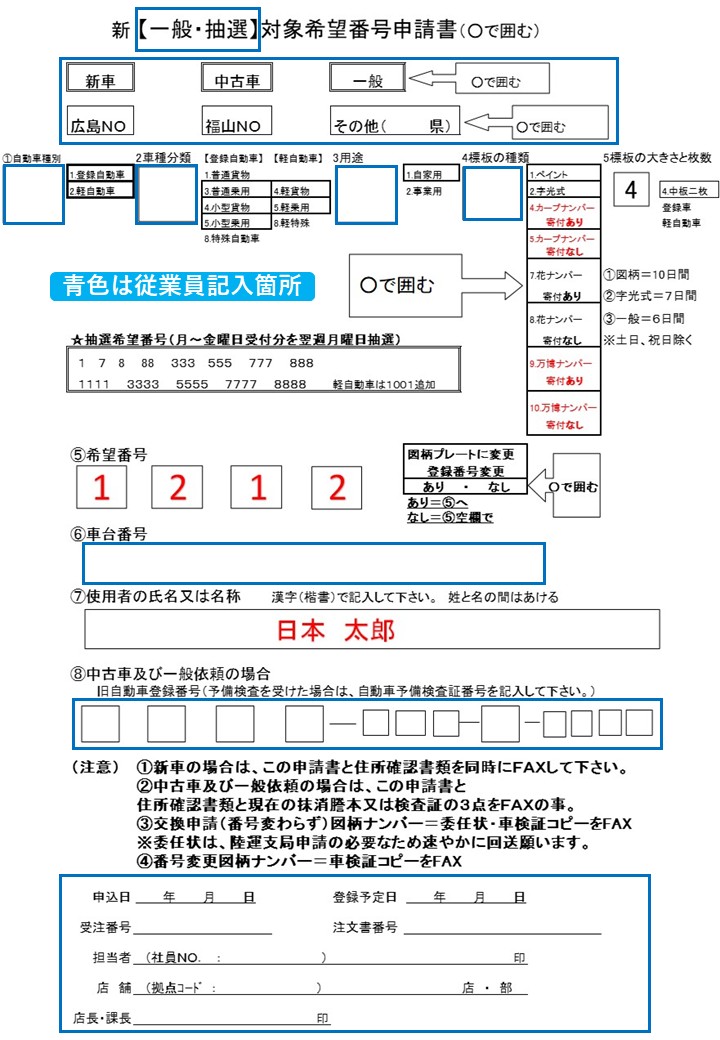 新【一般・抽選】対象希望番号申請書(〇で囲む)
新車 中古車 一般 〇で囲む
広島NO 福山NO その他( 県) 〇で囲む
①自動車種別
1.登録自動車
2.軽自動車
2車種分類
【登録自動車】 【軽自動車】
1.普通貨物
3.普通乗用 4.軽貨物
4.小型貨物 5.軽乗用
5.小型乗用 8.軽特殊
8.特殊自動車
3用途
1.自家用
2.事業用
4標板の種類
1.ペイント
2.字光式
4.カープナンバー
寄付あり
5.カープナンバー
寄付なし
7.花ナンバー
寄付あり
8.花ナンバー
寄付なし
9.万博ナンバー
寄付あり
10.万博ナンバー
寄付なし
5標板の大きさと枚数
4
4.中板二枚
登録車
軽自動車
青色は従業員記入箇所
〇で囲む
①図柄=10日間
②字光式=7日間
③一般=6日間
※土日、祝日除く
★抽選希望番号(月~金曜日受付分を翌週月曜日抽選)
1 7 8 88 333 555 777 888
1111 3333 5555 7777 8888 軽自動車は1001追加
⑤希望番号
1 2 1 2
図柄プレートに変更
登録番号変更
あり ・ なし
あり=⑤へ
なし=⑤空欄で
〇で囲む
⑥車台番号
⑦使用者の氏名又は名称 漢字(楷書)で記入して下さい。 姓と名の間はあける
日本 太郎
⑧中古車及び一般依頼の場合
旧自動車登録番号(予備検査を受けた場合は、自動車予備検査証番号を記入して下さい。)
(注意) ①新車の場合は、この申請書と住所確認書類を同時にFAXして下さい。
②中古車及び一般依頼の場合は、この申請書と
住所確認書類と現在の抹消謄本又は検査証の3点をFAXの事。
③交換申請(番号変わらず)図柄ナンバー=委任状・車検証コピーをFAX
※委任状は、陸運支局申請の必要なため速やかに回送願います。
④番号変更図柄ナンバー=車検証コピーをFAX
申込日 年 月 日 登録予定日 年 月 日
受注番号 注文書番号
担当者 (社員NO. : ) 印
店 舗 (拠点コード : ) 店 ・ 部
店長・課長 印